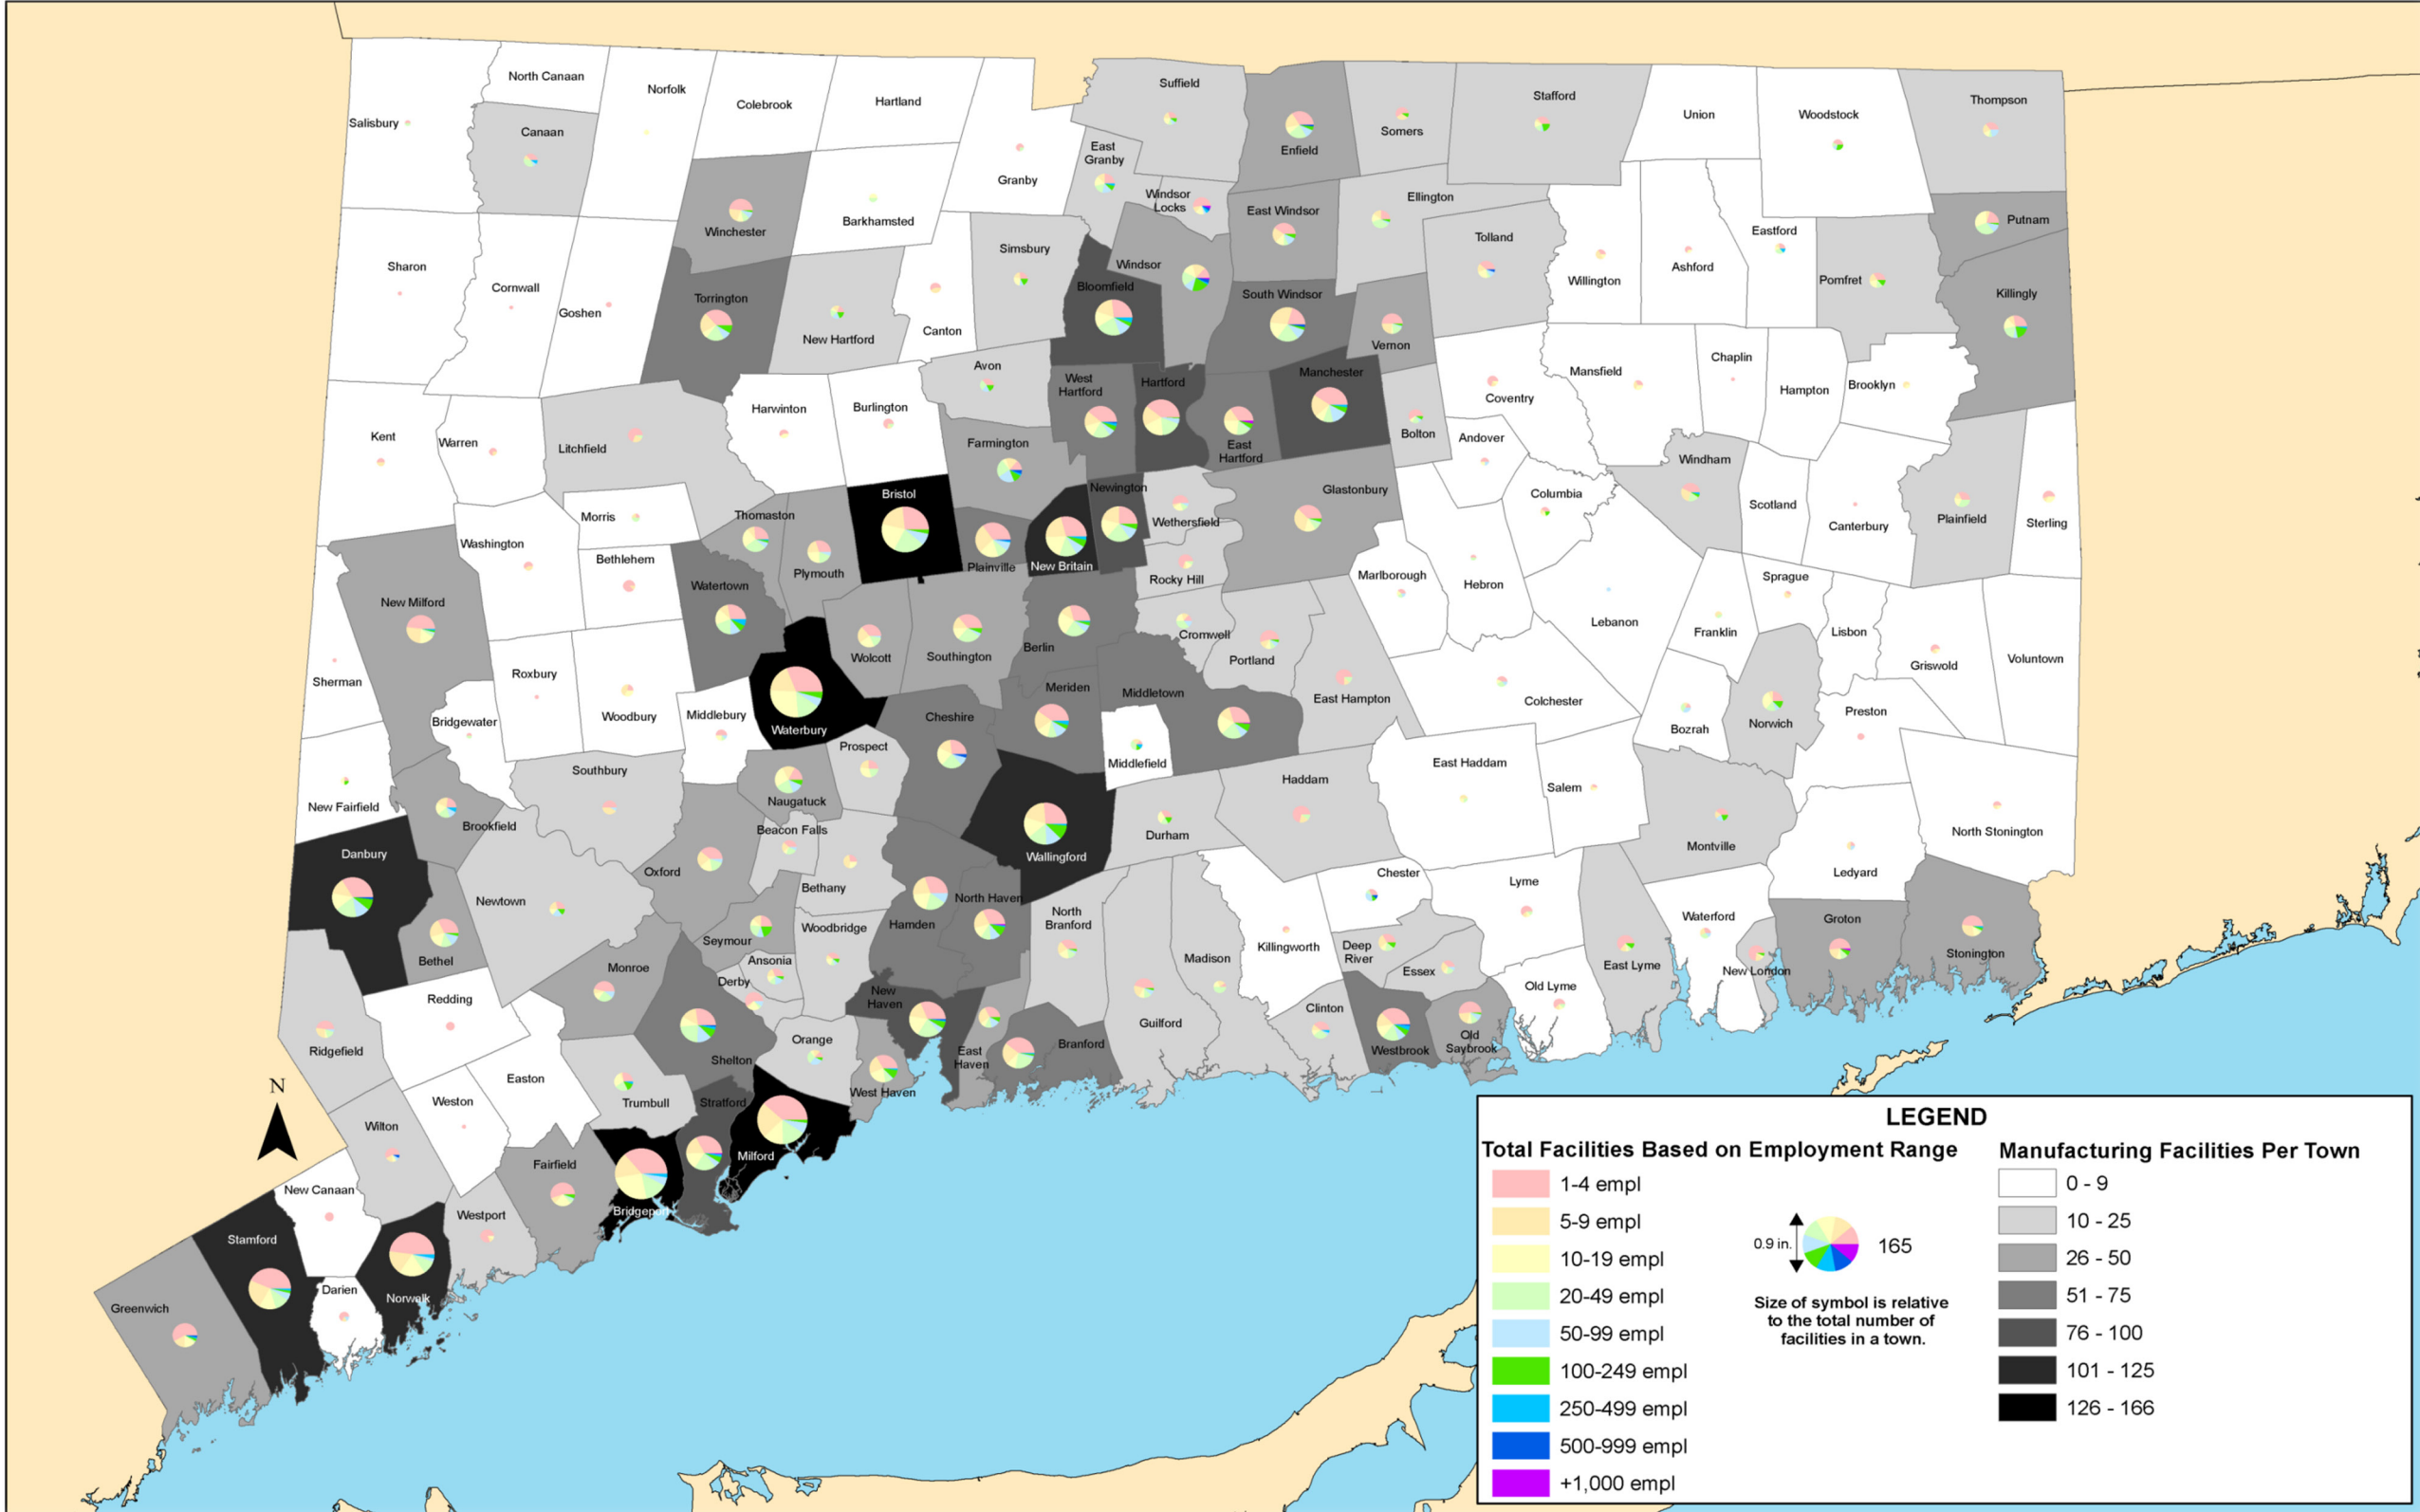 North Canaan
Norfolk
Colebrook
Hartland
Suffield
Stafford
Thompson
Salisbury
Canaan
East
Granby
Enfield
Somers
Union
Woodstock
Granby
Windsor
Locks
Ellington
Winchester
Barkhamsted
East Windsor
Putnam
Sharon
Cornwall
Goshen
Simsbury
Windsor
Tolland
Willington
Ashford
Eastford
Pomfret
Killingly
Torrington
New Hartford
Canton
Bloomfield
South Windsor
Vernon
Avon
West
Hartford
Hartford
Manchester
Coventry
Mansfield
Chaplin
Hampton
Brooklyn
Kent
Warren
Litchfield
Harwinton
Burlington
Farmington
East
Hartford
Bolton
Andover
Windham
Bristol
Newington
Wethersfield
Glastonbury
Columbia
Scotland
Canterbury
Plainfield
Sterling
Morris
Thomaston
Washington
Bethlehem
Plymouth
Plainville
New Britain
Rocky Hill
Marlborough
Hebron
Sprague
New Milford
Watertown
Wolcott
Southington
Berlin
Cromwell
Portland
Lebanon
Franklin
Lisbon
Griswold
Voluntown
Sherman
Roxbury
Woodbury
Bridgewater
Middlebury
Waterbury
Cheshire
Meriden
Middletown
East Hampton
Colchester
Bozrah
Norwich
Preston
Prospect
Middlefield
New Fairfield
Southbury
Naugatuck
Haddam
East Haddam
Salem
Brookfield
Beacon Falls
Wallingford
Durham
Montville
North Stonington
Danbury
Oxford
Bethany
Ledyard
Newtown
Hamden
North Haven
North
Branford
Chester
Lyme
Waterford
Groton
Stonington
Bethel
Seymour
Woodbridge
Killingworth
Deep
River
Monroe
Ansonia
Derby
Madison
Essex
East Lyme
New London
Redding
New
Haven
Old Lyme
Ridgefield
Shelton
Orange
East
Haven
Branford
Guilford
Clinton
Westbrook
Old
Saybrook
N
Easton
Weston
Trumbull
Stratford
West Haven
Wilton
Milford
Fairfield
New Canaan
Bridgeport
Westport
Stamford
Norwalk
Darien
Greenwich
LEGEND
Total Facilities Based on Employment Range
1-4 empl
5-9 empl
10-19 empl
20-49 empl
50-99 empl
100-249 empl
250-499 empl
500-999 empl
+1,000 empl
0.9 in.
165
Size of symbol is relative
to the total number of
facilities in a town.
Manufacturing Facilities Per Town
0 - 9
10 - 25
26 - 50
51 - 75
76 - 100
101 - 125
126 - 166